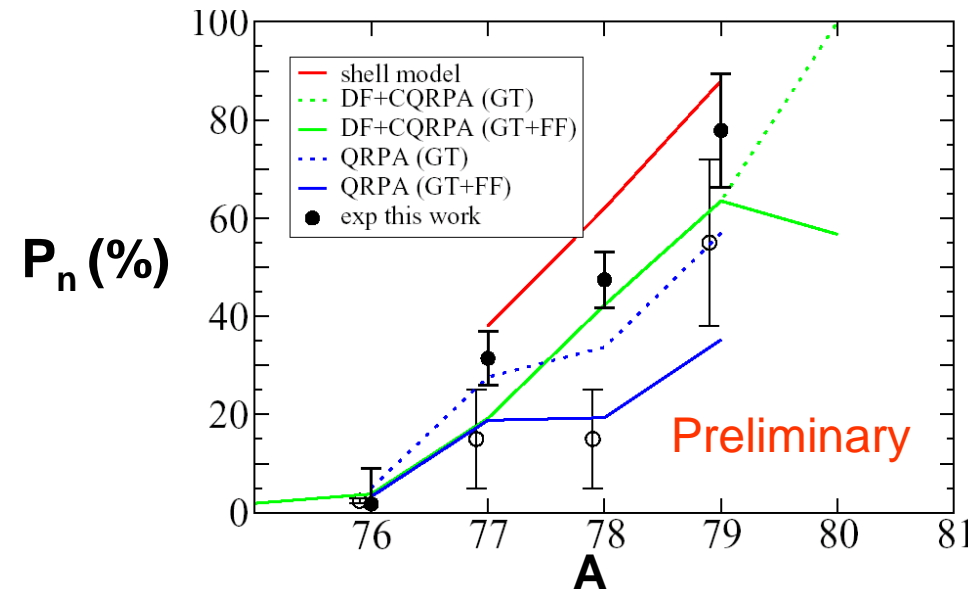 100
80
60
40
20
0
Pn (%)
shell model
DF+CQRPA (GT)
DF+CQRPA (GT+FF)
QRPA (GT)
QRPA (GT+FF)
exp this work
Preliminary
76 77 78 79 80 81
A